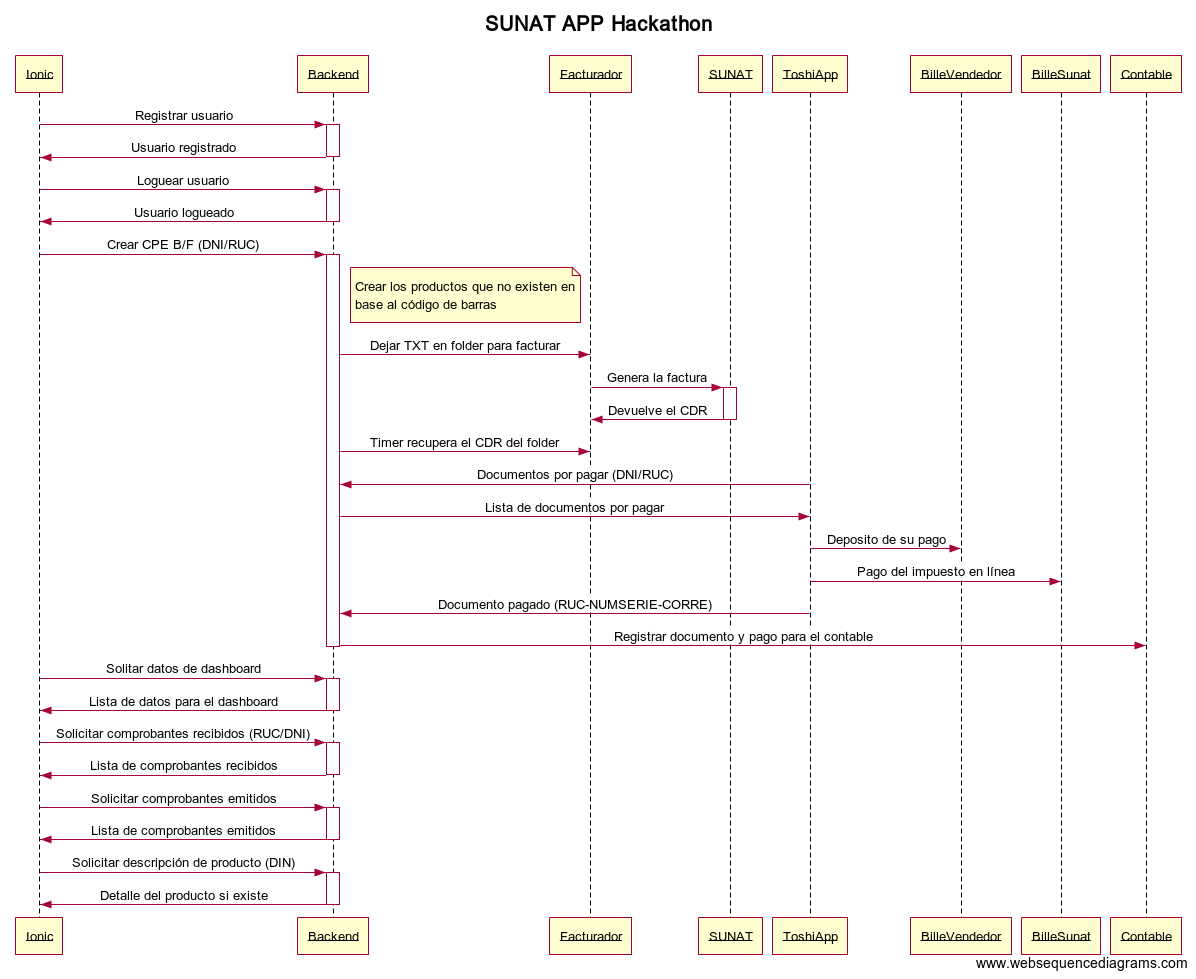 SUNAT APP Hackathon
Ionic Backend Facturador SUNAT ToshiApp BilleVendedor BilleSunat Contable
Registrar usuario
Usuario registrado
Loguear usuario
Usuario logueado
Crear CPE B/F (DNI/RUC)
Crear los productos que no existen en
base al código de barras
Dejar TXT en folder para facturar
Genera la factura
Devuelve el CDR
Timer recupera el CDR del folder
Documentos por pagar (DNI/RUC)
Lista de documentos por pagar
Deposito de su pago
Pago del impuesto en línea
Documento pagado (RUC-NUMSERIE-CORRE)
Registrar documento y pago para el contable
Solitar datos de dashboard
Lista de datos para el dashboard
Solicitar comprobantes recibidos (RUC/DNI)
Lista de comprobantes recibidos
Solicitar comprobantes emitidos
Lista de comprobantes emitidos
Solicitar descripción de producto (DIN)
Detalle del producto si existe
Ionic Backend Facturador SUNAT ToshiApp BilleVendedor BilleSunat Contable
www.websequencediagrams.com